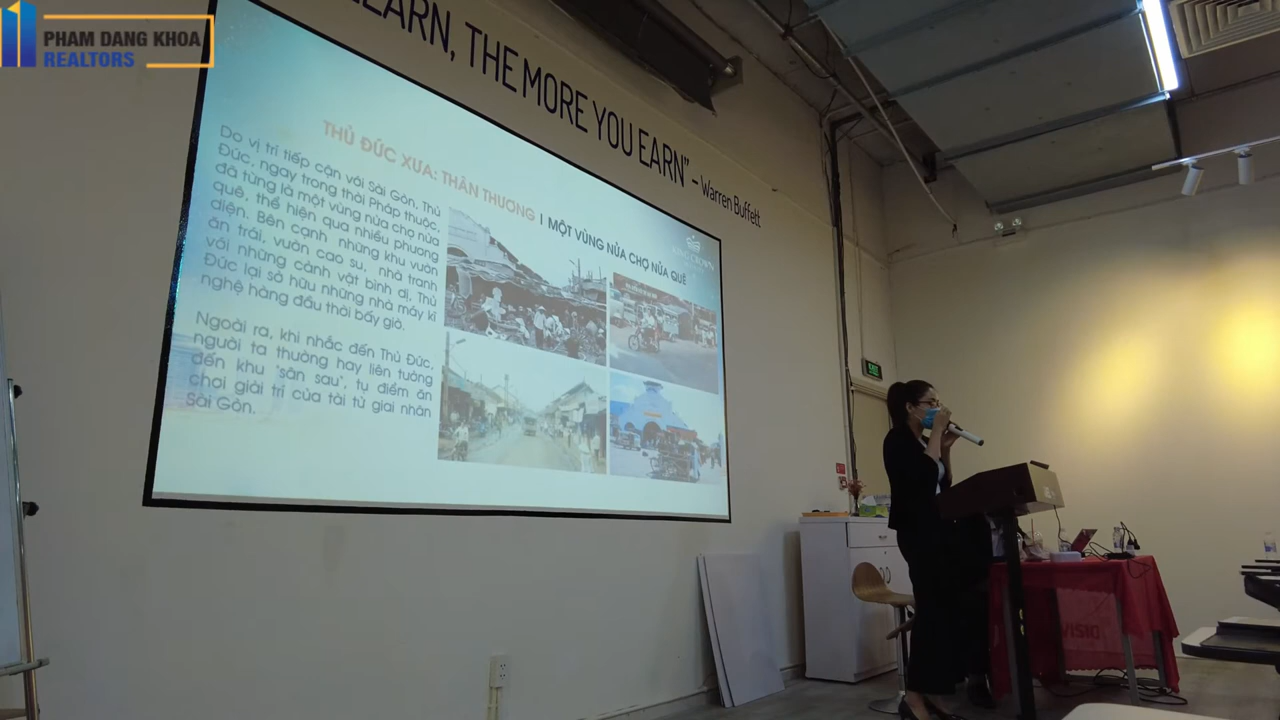 PHAM DANG KHOA
REALTORS
EARN, THE MORE YOU EARN" – Warren Buffett
THỦ ĐỨC XƯA: THÂN THƯƠNG | MỘT VÙNG NỬA CHỢ NỬA QUÊ
Do vị trí tiếp cận với Sài Gòn, Thủ
Đức, ngay trong thời Pháp thuộc,
đã từng là một vùng nửa chợ nửa
quê, thể hiện qua nhiều phương
diện. Bên cạnh những khu vườn
ăn trái, vườn cao su, nhà tranh
với những cảnh vật bình dị, Thủ
Đức lại sở hữu những nhà máy kĩ
nghệ hàng đầu thời bấy giờ.
Ngoài ra, khi nhắc đến Thủ Đức,
người ta thường hay liên tưởng
đến khu "sân sau", tụ điểm ăn
chơi giải trí của tài tử giai nhân
Sài Gòn.
EXIT